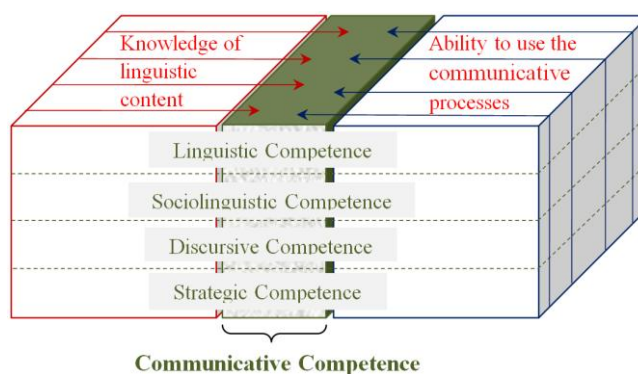 Knowledge of
linguistic
content
Ability to use the
communicative
processes
Linguistic Competence
Sociolinguistic Competence
Discursive Competence
Strategic Competence
Communicative Competence